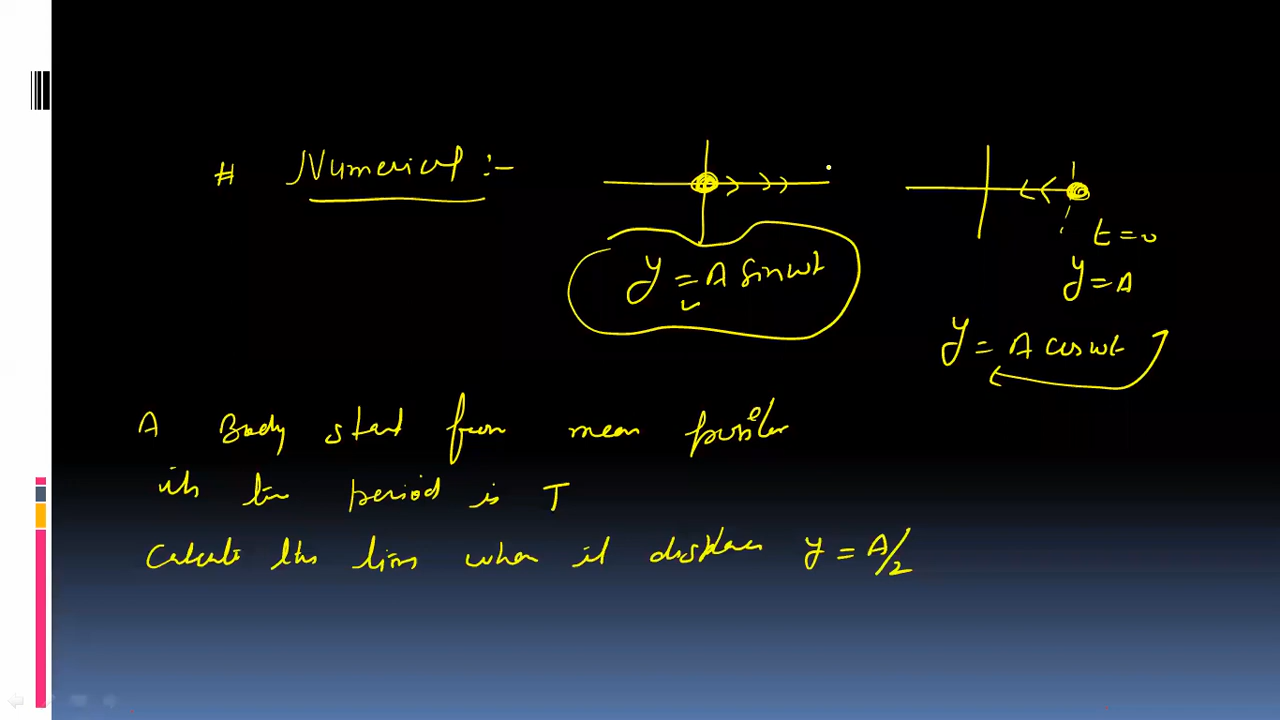 # Numerical :-
y = A sinωt
t = 0
y = A
y = A cosωt
A Body start from mean position
its time period is T
Calculate the time when it displaces y = A/2